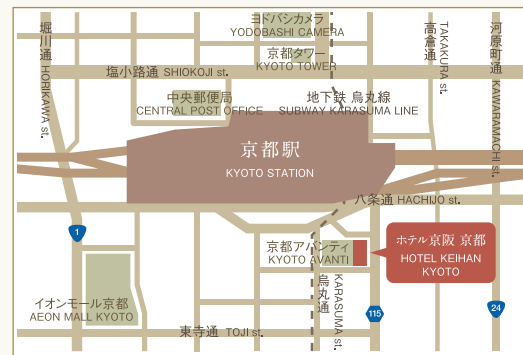 ヨドバシカメラ
YODOBASHI CAMERA
京都タワー
KYOTO TOWER
堀川通 HORIKAWA st.
高倉通
TAKAKURA st.
河原町通 KAWARAMACHI st.
塩小路通 SHIOKOJI st.
中央郵便局
CENTRAL POST OFFICE
地下鉄 烏丸線
SUBWAY KARASUMA LINE
京都駅
KYOTO STATION
八条通 HACHIJO st.
1
京都アバンティ
KYOTO AVANTI
ホテル京阪 京都
HOTEL KEIHAN
KYOTO
烏丸通
KARASUMA st.
イオンモール京都
AEON MALL KYOTO
115
24
東寺通 TOJI st.